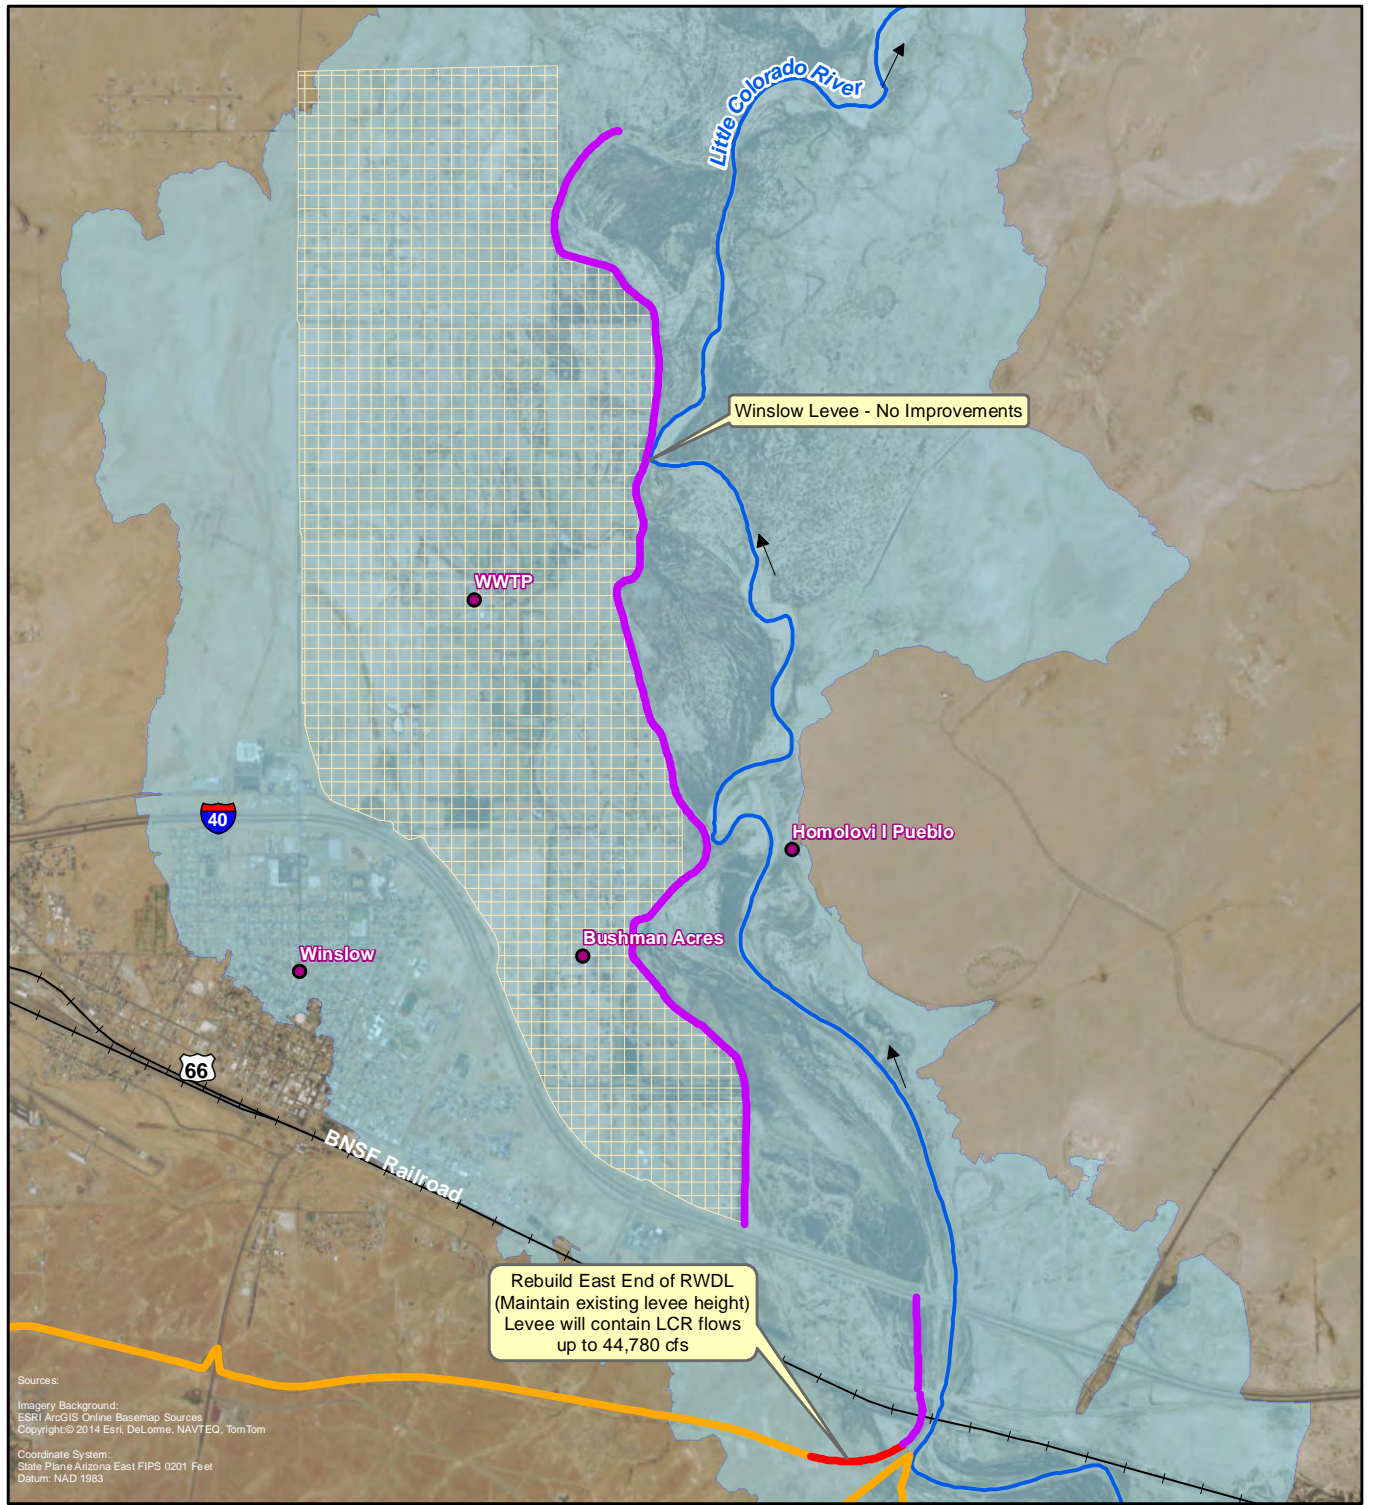 Little Colorado River
Winslow Levee - No Improvements
WWTP
40
Homolovi I Pueblo
Bushman Acres
Winslow
66
BNSF Railroad
Rebuild East End of RWDL
(Maintain existing levee height)
Levee will contain LCR flows
up to 44,780 cfs
Sources:
Imagery Background:
ESRI ArcGIS Online Basemap Sources
Copyright:© 2014 Esri, DeLorme, NAVTEQ, TomTom
Coordinate System:
State Plane Arizona East FIPS 0201 Feet
Datum: NAD 1983